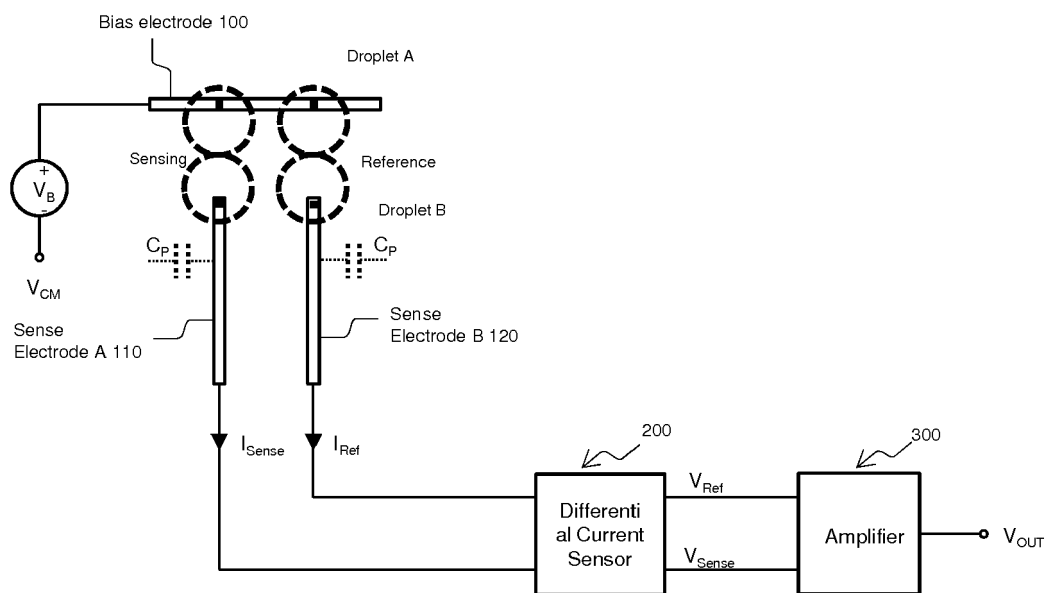 Bias electrode 100
Droplet A
Sensing
Reference
+
V_B
-
Droplet B
C_P
C_P
V_CM
Sense
Electrode A 110
Sense
Electrode B 120
I_Sense
I_Ref
200
300
V_Ref
Differenti
al Current
Sensor
Amplifier
V_OUT
V_Sense